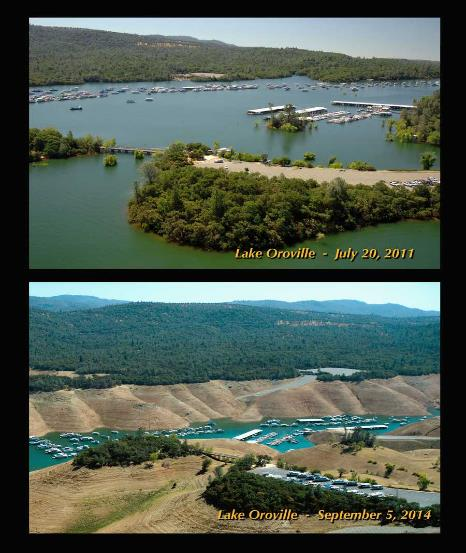 Lake Oroville - July 20, 2011
Lake Oroville - September 5, 2014